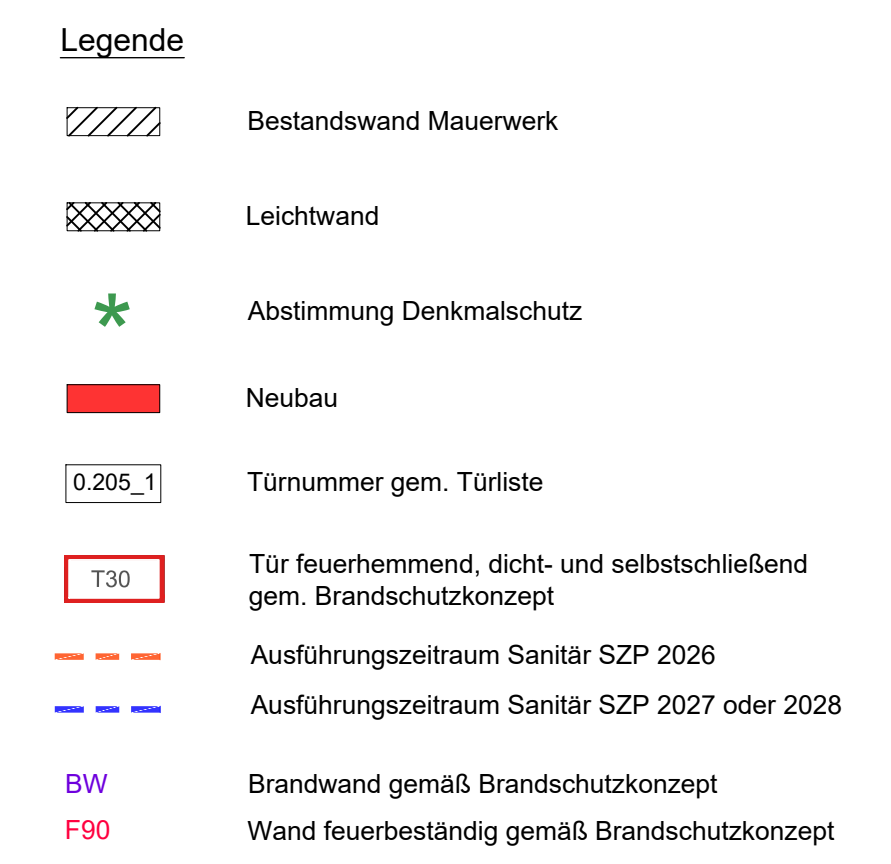 Legende
Bestandswand Mauerwerk
Leichtwand
* Abstimmung Denkmalschutz
Neubau
0.205_1 Türnummer gem. Türliste
T30 Tür feuerhemmend, dicht- und selbstschließend
gem. Brandschutzkonzept
Ausführungszeitraum Sanitär SZP 2026
Ausführungszeitraum Sanitär SZP 2027 oder 2028
BW Brandwand gemäß Brandschutzkonzept
F90 Wand feuerbeständig gemäß Brandschutzkonzept